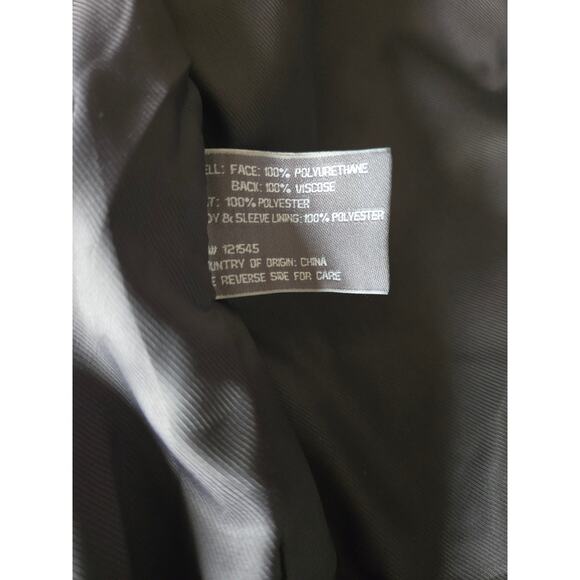 ELL: FACE: 100% POLYURETHANE
BACK: 100% VISCOSE
T: 100% POLYESTER
DY & SLEEVE LINING: 100% POLYESTER
N# 121545
UNTRY OF ORIGIN: CHINA
E REVERSE SIDE FOR CARE